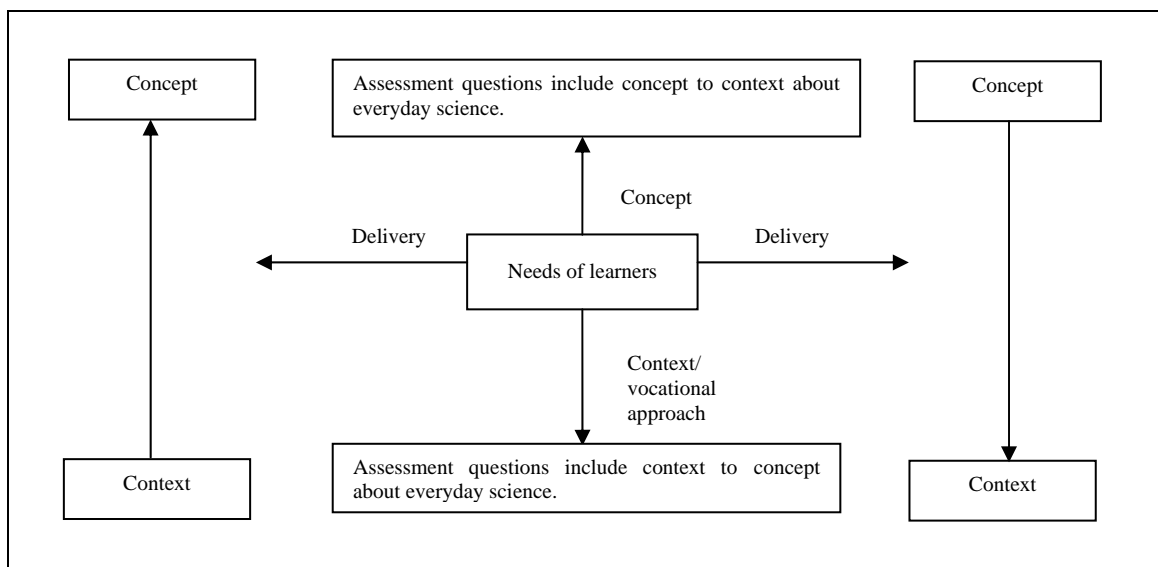 Concept
Assessment questions include concept to context about
everyday science.
Concept
Concept
Delivery
Delivery
Needs of learners
Context/
vocational
approach
Assessment questions include context to concept
about everyday science.
Context
Context